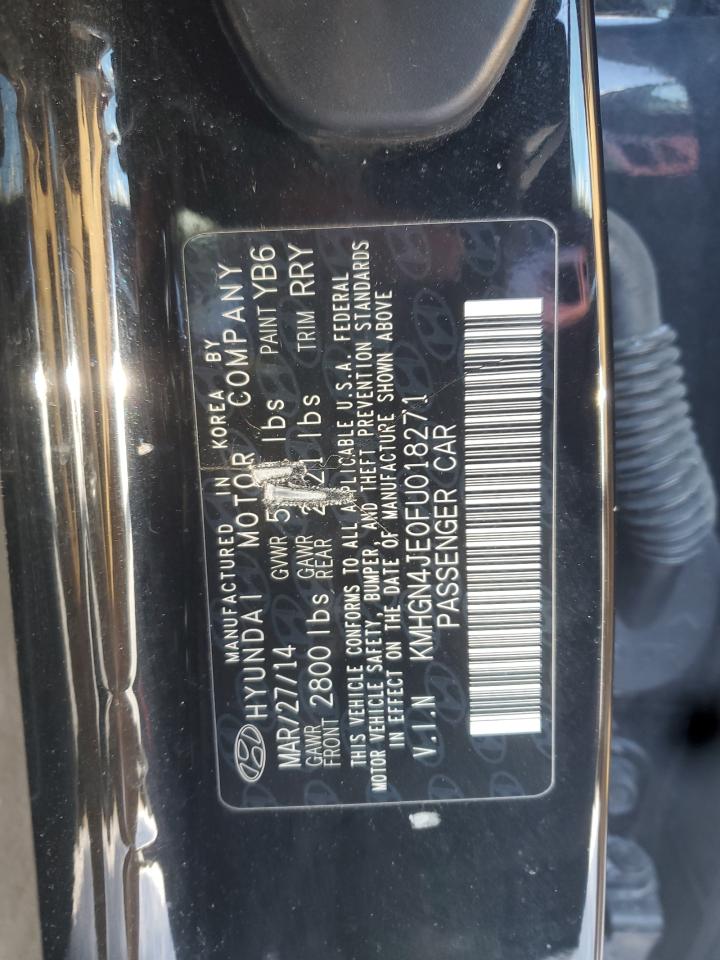 MANUFACTURED IN KOREA BY
HYUNDAI MOTOR COMPANY
MAR/27/14 GVWR lbs PAINT YB6
GAWR FRONT 2800 lbs, GAWR REAR lbs TRIM RRY
THIS VEHICLE CONFORMS TO ALL APPLICABLE U.S.A. FEDERAL
MOTOR VEHICLE SAFETY, BUMPER, AND THEFT PREVENTION STANDARDS
IN EFFECT ON THE DATE OF MANUFACTURE SHOWN ABOVE
V.I.N KMHGN4JE0FU018271
PASSENGER CAR